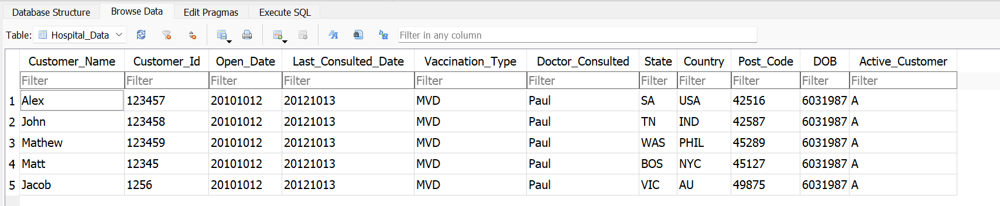 Database Structure Browse Data Edit Pragmas Execute SQL
Table: Hospital_Data Filter in any column
Customer_Name Customer_Id Open_Date Last_Consulted_Date Vaccination_Type Doctor_Consulted State Country Post_Code DOB Active_Customer
Filter Filter Filter Filter Filter Filter Filter Filter Filter Filter Filter
1 Alex 123457 20101012 20121013 MVD Paul SA USA 42516 6031987 A
2 John 123458 20101012 20121013 MVD Paul TN IND 42587 6031987 A
3 Mathew 123459 20101012 20121013 MVD Paul WAS PHIL 45289 6031987 A
4 Matt 12345 20101012 20121013 MVD Paul BOS NYC 45127 6031987 A
5 Jacob 1256 20101012 20121013 MVD Paul VIC AU 49875 6031987 A